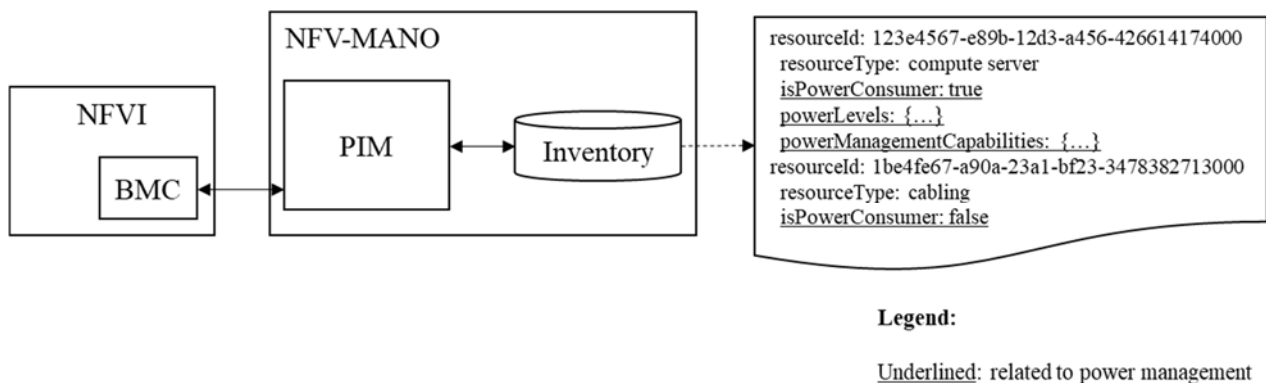 NFVI
BMC
NFV-MANO
PIM
Inventory
resourceId: 123e4567-e89b-12d3-a456-426614174000
resourceType: compute server
isPowerConsumer: true
powerLevels: {…}
powerManagementCapabilities: {…}
resourceId: 1be4fe67-a90a-23a1-bf23-3478382713000
resourceType: cabling
isPowerConsumer: false
Legend:
Underlined: related to power management